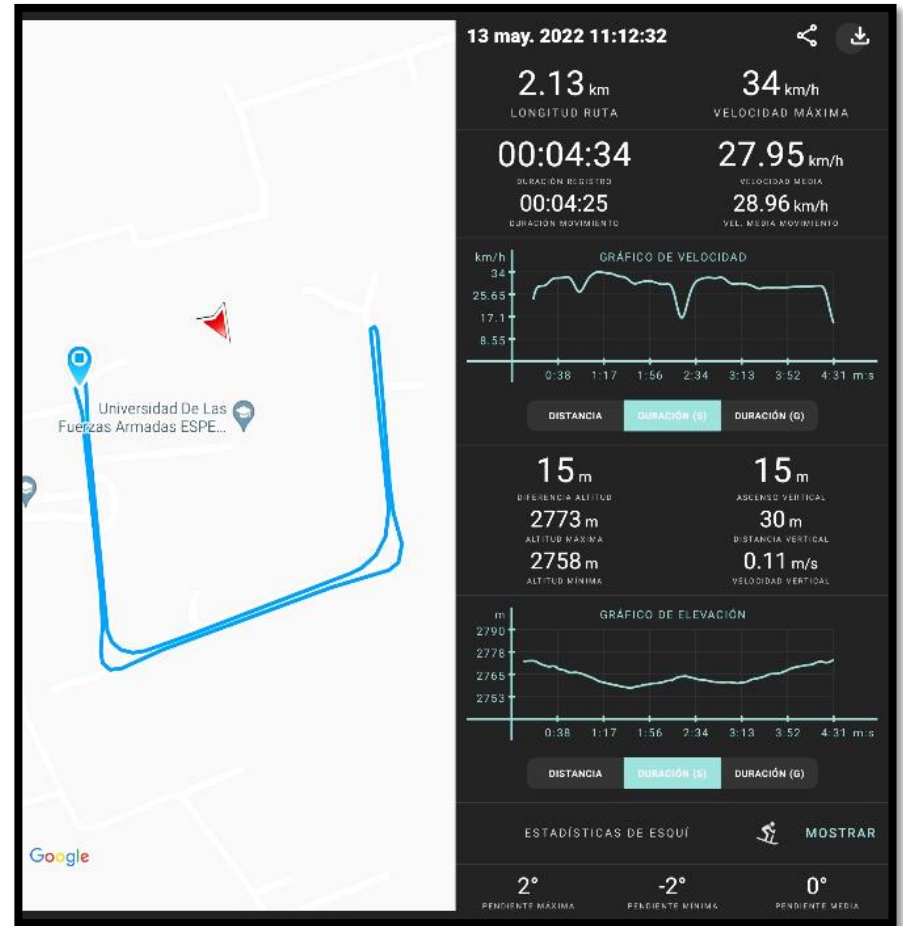 Universidad De Las
Fuerzas Armadas ESPE...
Google
13 may. 2022 11:12:32
2.13 km
LONGITUD RUTA
34 km/h
VELOCIDAD MÁXIMA
00:04:34
DURACIÓN REGISTRO
27.95 km/h
VELOCIDAD MEDIA
00:04:25
DURACIÓN MOVIMIENTO
28.96 km/h
VEL. MEDIA MOVIMIENTO
GRÁFICO DE VELOCIDAD
km/h
34
25.65
17.1
8.55
0:38 1:17 1:56 2:34 3:13 3:52 4:31 m:s
DISTANCIA DURACIÓN (S) DURACIÓN (G)
15 m
DIFERENCIA ALTITUD
15 m
ASCENSO VERTICAL
2773 m
ALTITUD MÁXIMA
30 m
DISTANCIA VERTICAL
2758 m
ALTITUD MÍNIMA
0.11 m/s
VELOCIDAD VERTICAL
GRÁFICO DE ELEVACIÓN
m
2790
2778
2765
2753
0:38 1:17 1:56 2:34 3:13 3:52 4:31 m:s
DISTANCIA DURACIÓN (S) DURACIÓN (G)
ESTADÍSTICAS DE ESQUÍ MOSTRAR
2°
PENDIENTE MÁXIMA
-2°
PENDIENTE MÍNIMA
0°
PENDIENTE MEDIA